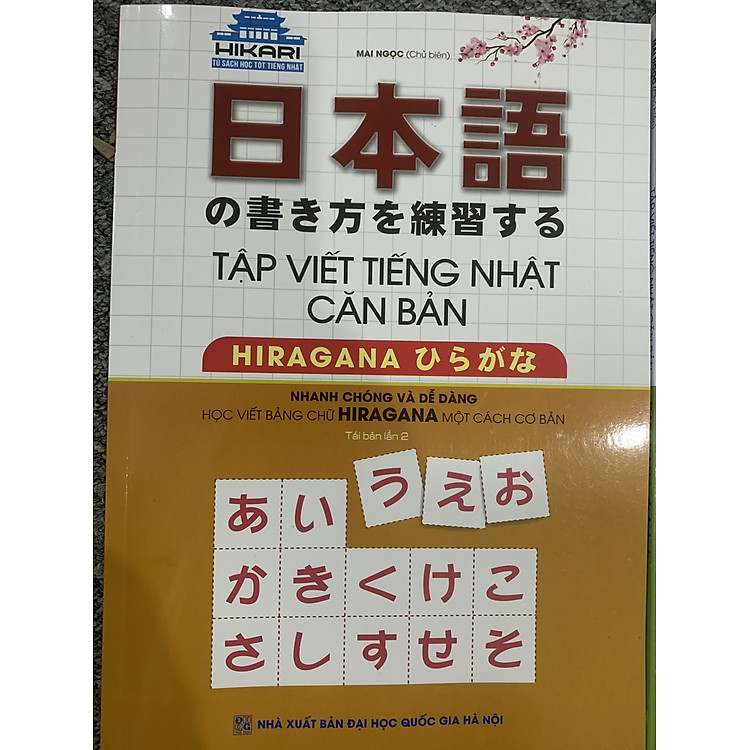 HIKARI
TỦ SÁCH HỌC TỐT TIẾNG NHẬT
MAI NGỌC (Chủ biên)
日本語
の書き方を練習する
TẬP VIẾT TIẾNG NHẬT
CĂN BẢN
HIRAGANA ひらがな
NHANH CHÓNG VÀ DỄ DÀNG
HỌC VIẾT BẢNG CHỮ HIRAGANA MỘT CÁCH CƠ BẢN
Tái bản lần 2
あいうえお
かきくけこ
さしすせそ
NHÀ XUẤT BẢN ĐẠI HỌC QUỐC GIA HÀ NỘI